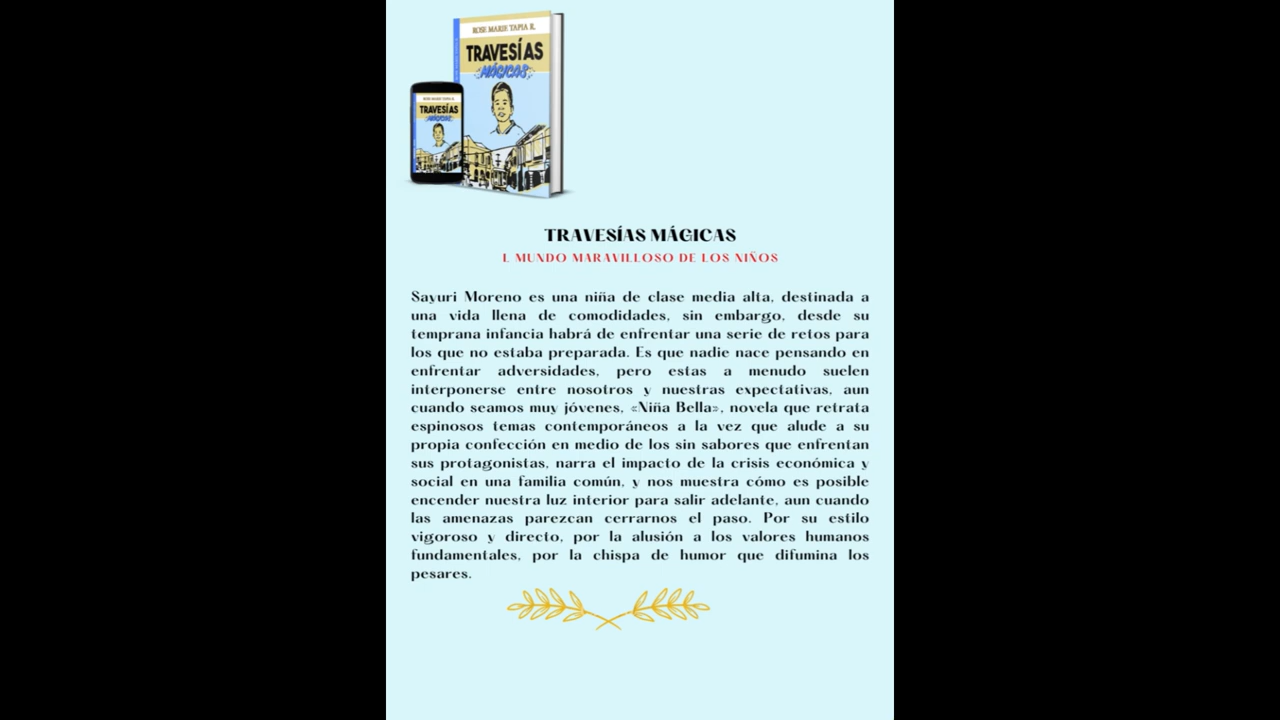 ROSE MARIE TAPIA R.
TRAVESÍAS
MÁGICAS
ROSE MARIE TAPIA R.
TRAVESÍAS
MÁGICAS
TRAVESÍAS MÁGICAS
L MUNDO MARAVILLOSO DE LOS NIÑOS
Sayuri Moreno es una niña de clase media alta, destinada a
una vida llena de comodidades, sin embargo, desde su
temprana infancia habrá de enfrentar una serie de retos para
los que no estaba preparada. Es que nadie nace pensando en
enfrentar adversidades, pero estas a menudo suelen
interponerse entre nosotros y nuestras expectativas, aun
cuando seamos muy jóvenes, «Niña Bella», novela que retrata
espinosos temas contemporáneos a la vez que alude a su
propia confección en medio de los sin sabores que enfrentan
sus protagonistas, narra el impacto de la crisis económica y
social en una familia común, y nos muestra cómo es posible
encender nuestra luz interior para salir adelante, aun cuando
las amenazas parezcan cerrarnos el paso. Por su estilo
vigoroso y directo, por la alusión a los valores humanos
fundamentales, por la chispa de humor que difumina los
pesares.